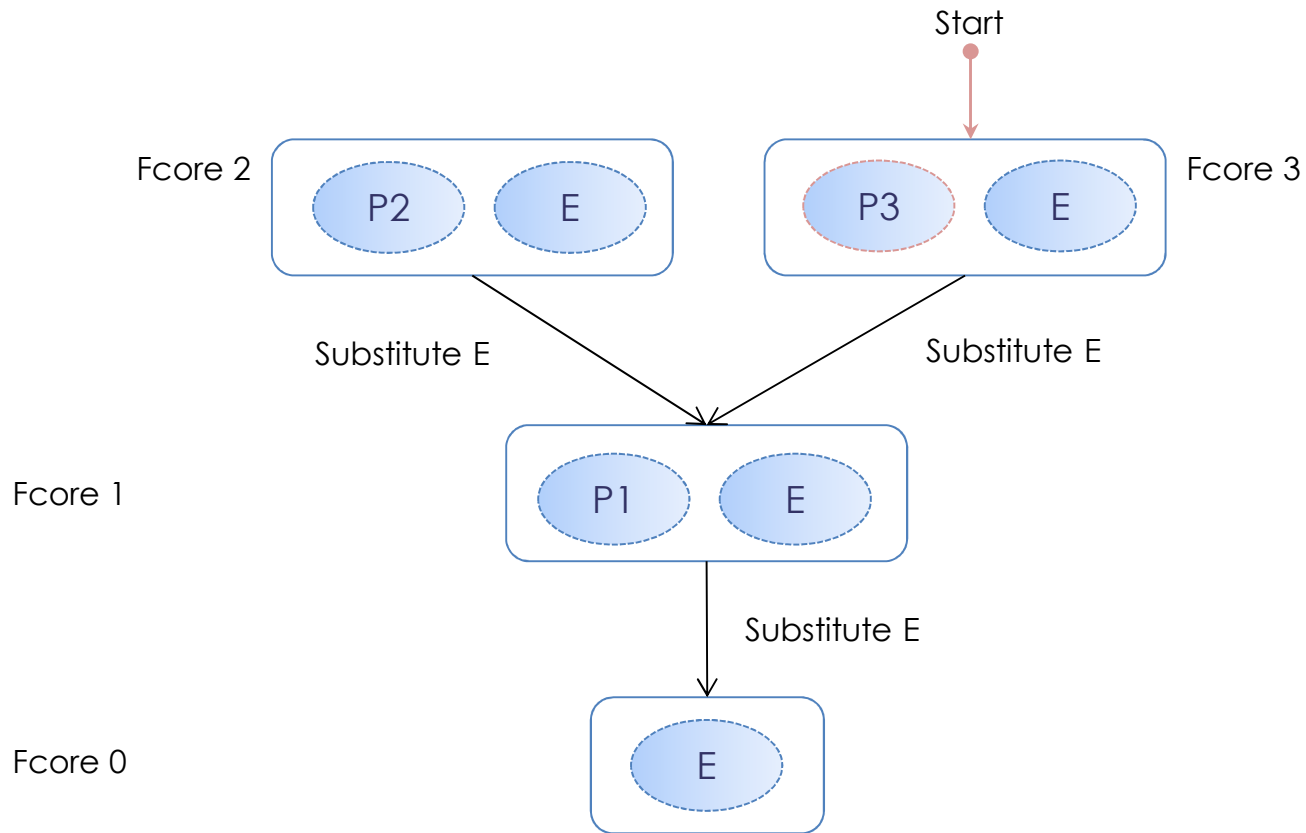 Start
Fcore 2
Fcore 3
P2
E
P3
E
Substitute E
Substitute E
Fcore 1
P1
E
Substitute E
Fcore 0
E